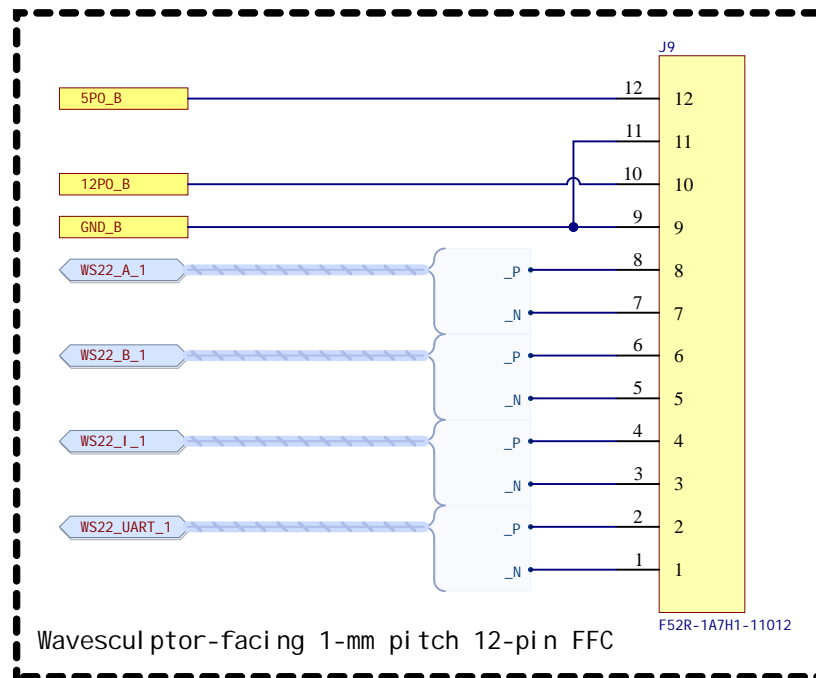 J9
5P0_B 12 12
11 11
12P0_B 10 10
GND_B 9 9
WS22_A_1 _P 8 8
_N 7 7
WS22_B_1 _P 6 6
_N 5 5
WS22_I_1 _P 4 4
_N 3 3
WS22_UART_1 _P 2 2
_N 1 1
F52R-1A7H1-11012
Wavesculptor-facing 1-mm pitch 12-pin FFC